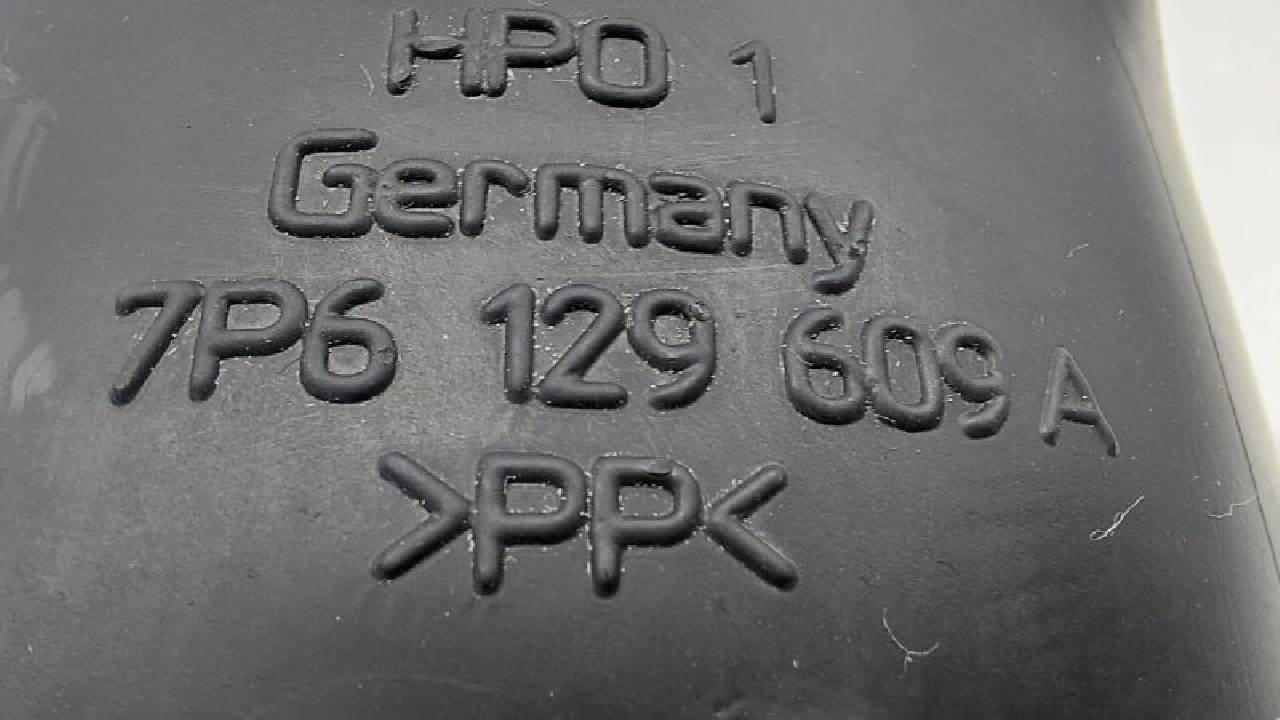 HPO 1
Germany
7P6 129 609 A
>PP<